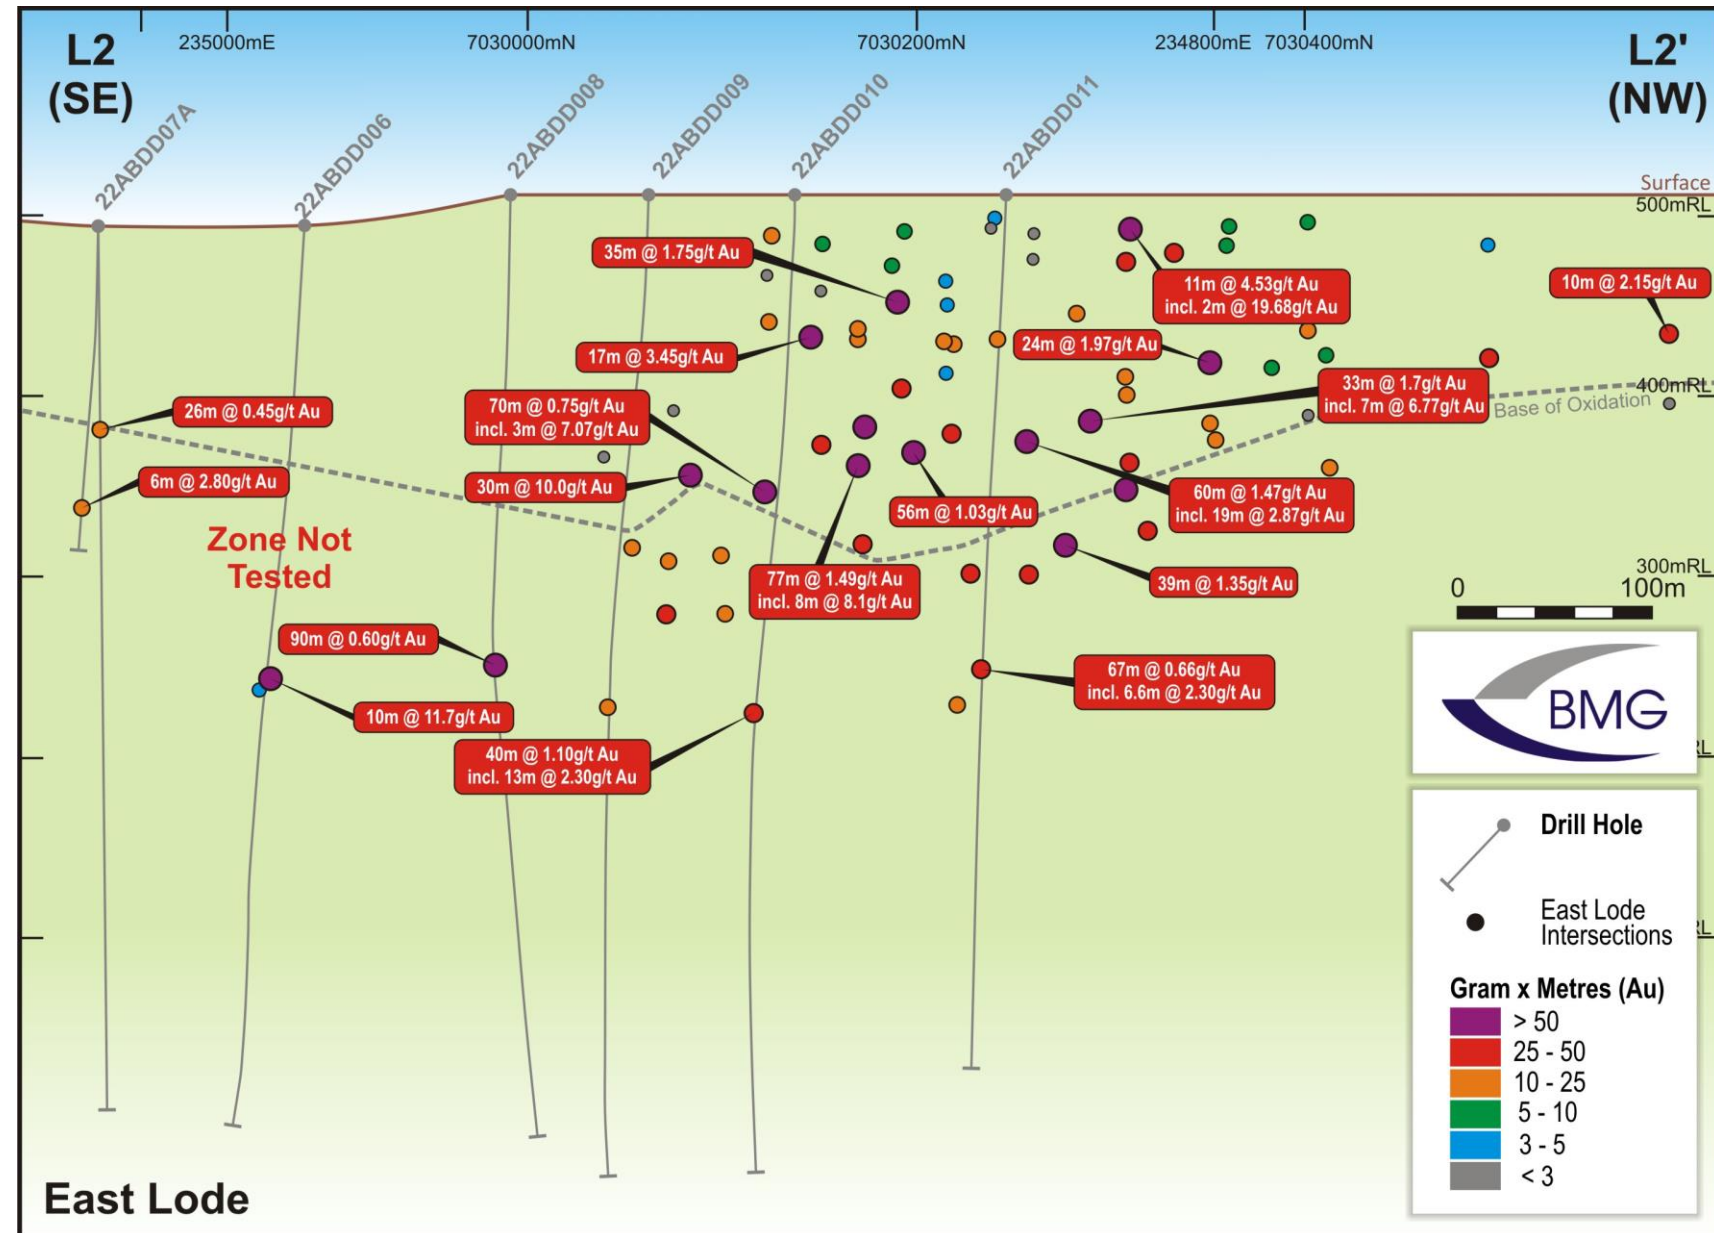 L2
(SE)
235000mE
7030000mN
7030200mN
234800mE
7030400mN
L2'
(NW)
22ABDD07A
22ABDD006
22ABDD008
22ABDD009
22ABDD010
22ABDD011
Surface
500mRL
35m @ 1.75g/t Au
11m @ 4.53g/t Au
incl. 2m @ 19.68g/t Au
10m @ 2.15g/t Au
17m @ 3.45g/t Au
24m @ 1.97g/t Au
400mRL
33m @ 1.7g/t Au
incl. 7m @ 6.77g/t Au
Base of Oxidation
26m @ 0.45g/t Au
70m @ 0.75g/t Au
incl. 3m @ 7.07g/t Au
6m @ 2.80g/t Au
30m @ 10.0g/t Au
56m @ 1.03g/t Au
60m @ 1.47g/t Au
incl. 19m @ 2.87g/t Au
Zone Not
Tested
77m @ 1.49g/t Au
incl. 8m @ 8.1g/t Au
39m @ 1.35g/t Au
300mRL
0 100m
90m @ 0.60g/t Au
67m @ 0.66g/t Au
incl. 6.6m @ 2.30g/t Au
10m @ 11.7g/t Au
40m @ 1.10g/t Au
incl. 13m @ 2.30g/t Au
BMG
Drill Hole
East Lode
Intersections
Gram x Metres (Au)
> 50
25 - 50
10 - 25
5 - 10
3 - 5
< 3
East Lode